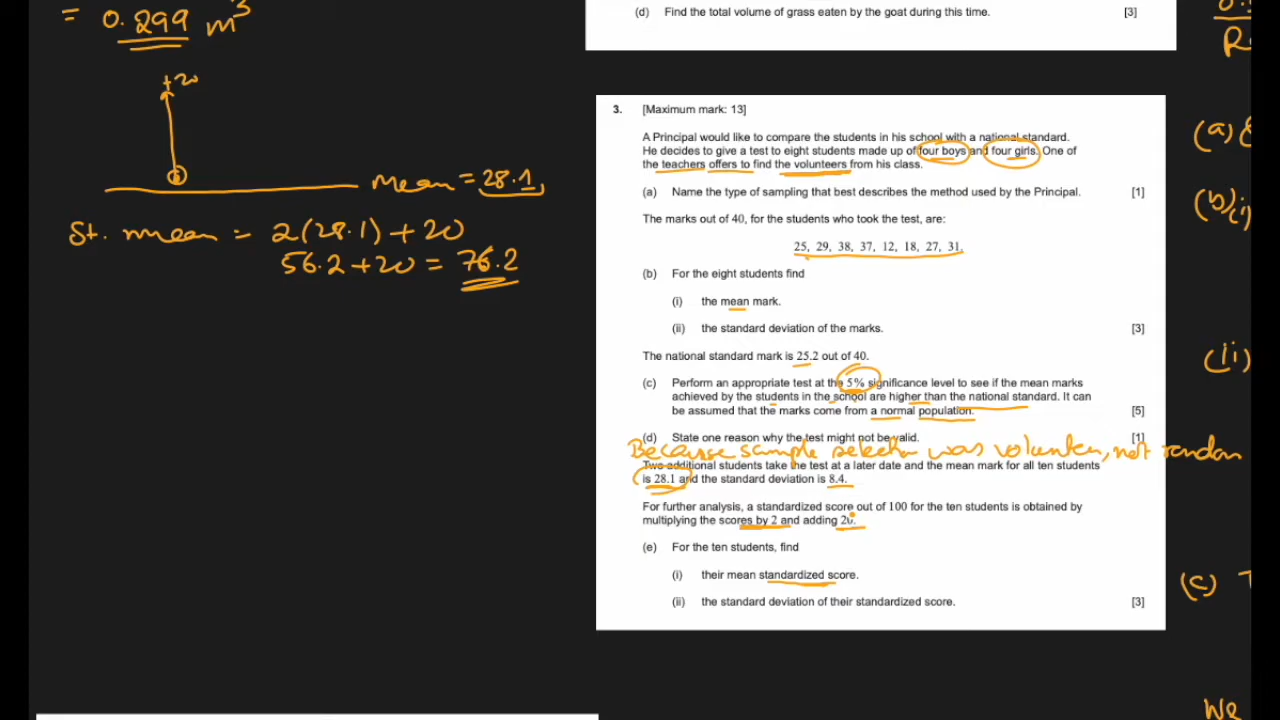 = 0.299 m³
+20
Mean = 28.1
St. mean = 2(28.1) + 20
56.2 + 20 = 76.2
(d) Find the total volume of grass eaten by the goat during this time. [3]
3. [Maximum mark: 13]
A Principal would like to compare the students in his school with a national standard.
He decides to give a test to eight students made up of four boys and four girls. One of
the teachers offers to find the volunteers from his class.
(a) Name the type of sampling that best describes the method used by the Principal. [1]
The marks out of 40, for the students who took the test, are:
25, 29, 38, 37, 12, 18, 27, 31.
(b) For the eight students find
(i) the mean mark.
(ii) the standard deviation of the marks. [3]
The national standard mark is 25.2 out of 40.
(c) Perform an appropriate test at the 5% significance level to see if the mean marks
achieved by the students in the school are higher than the national standard. It can
be assumed that the marks come from a normal population. [5]
(d) State one reason why the test might not be valid. [1]
Because sample selection was volunteer, not random
Two additional students take the test at a later date and the mean mark for all ten students
is 28.1 and the standard deviation is 8.4.
For further analysis, a standardized score out of 100 for the ten students is obtained by
multiplying the scores by 2 and adding 20.
(e) For the ten students, find
(i) their mean standardized score.
(ii) the standard deviation of their standardized score. [3]
(a)
(b)(i)
(ii)
(c)
We